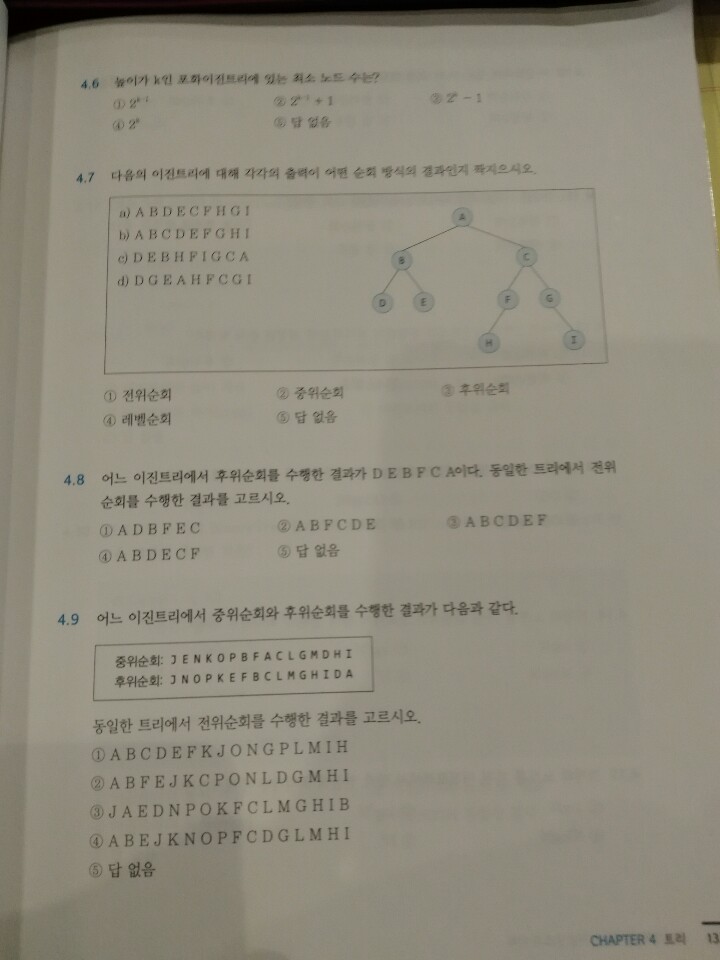 4.6 높이가 k인 포화이진트리에 있는 최소 노드 수는?
① 2ᵏ⁻¹ ② 2ᵏ⁻¹ + 1 ③ 2ᵏ - 1
④ 2ᵏ ⑤ 답 없음
4.7 다음의 이진트리에 대해 각각의 출력이 어떤 순회 방식의 결과인지 짝지으시오.
a) A B D E C F H G I
b) A B C D E F G H I
c) D E B H F I G C A
d) D G E A H F C G I
A
B C
D E F G
H I
① 전위순회 ② 중위순회 ③ 후위순회
④ 레벨순회 ⑤ 답 없음
4.8 어느 이진트리에서 후위순회를 수행한 결과가 D E B F C A이다. 동일한 트리에서 전위
순회를 수행한 결과를 고르시오.
① A D B F E C ② A B F C D E ③ A B C D E F
④ A B D E C F ⑤ 답 없음
4.9 어느 이진트리에서 중위순회와 후위순회를 수행한 결과가 다음과 같다.
중위순회: J E N K O P B F A C L G M D H I
후위순회: J N O P K E F B C L M G H I D A
동일한 트리에서 전위순회를 수행한 결과를 고르시오.
① A B C D E F K J O N G P L M I H
② A B F E J K C P O N L D G M H I
③ J A E D N P O K F C L M G H I B
④ A B E J K N O P F C D G L M H I
⑤ 답 없음
CHAPTER 4 트리 13